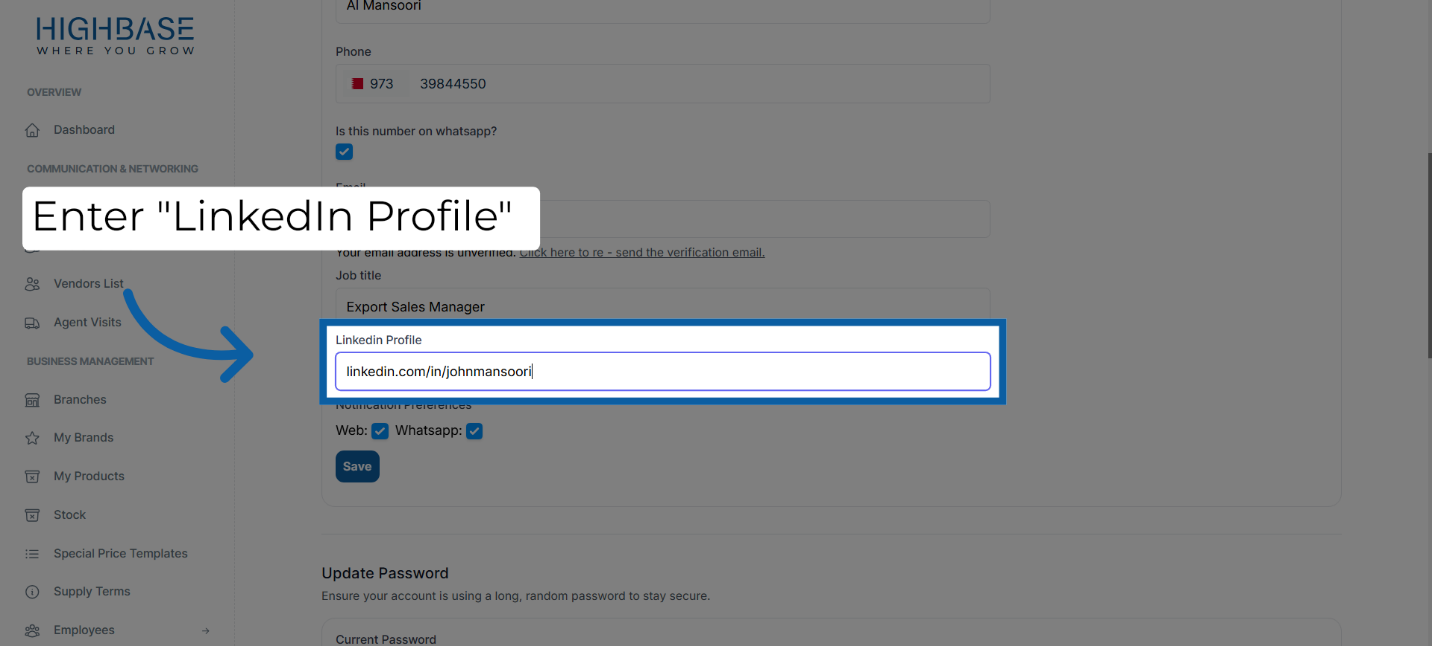 HIGHBASE
WHERE YOU GROW
OVERVIEW
Dashboard
COMMUNICATION & NETWORKING
Vendors List
Agent Visits
BUSINESS MANAGEMENT
Branches
My Brands
My Products
Stock
Special Price Templates
Supply Terms
Employees
Al Mansoori
Phone
973 39844550
Is this number on whatsapp?
Email
Enter "LinkedIn Profile"
Your email address is unverified. Click here to re - send the verification email.
Job title
Export Sales Manager
Linkedin Profile
linkedin.com/in/johnmansoori
Notification Preferences
Web: Whatsapp:
Save
Update Password
Ensure your account is using a long, random password to stay secure.
Current Password